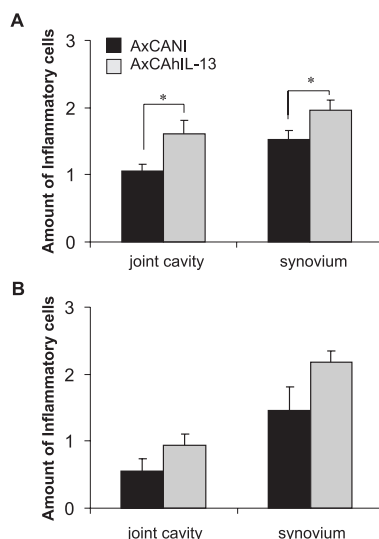 A
Amount of Inflammatory cells
3
2
1
0
AxCANI
AxCAhIL-13
*
*
joint cavity
synovium
B
Amount of Inflammatory cells
3
2
1
0
joint cavity
synovium